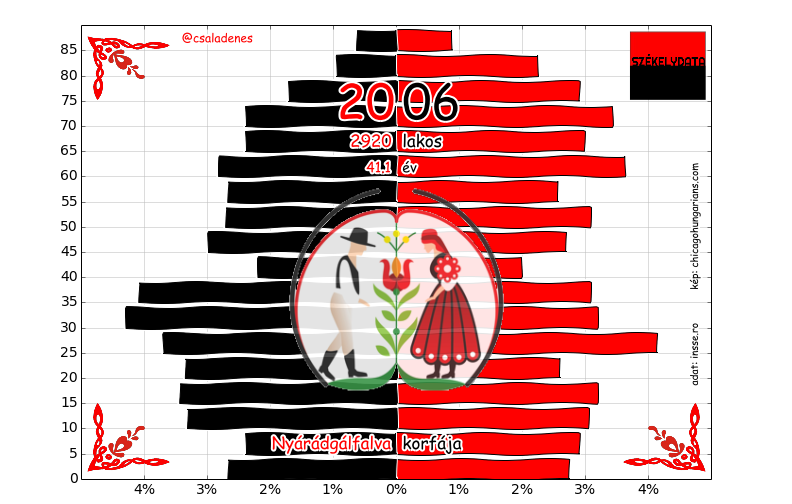 @csaladenes
SZÉKELYDATA
2006
2920 lakos
41,1 év
kép: chicagohungarians.com
adat: insse.ro
Nyárádgálfalva korfája
85
80
75
70
65
60
55
50
45
40
35
30
25
20
15
10
5
0
4% 3% 2% 1% 0% 1% 2% 3% 4%